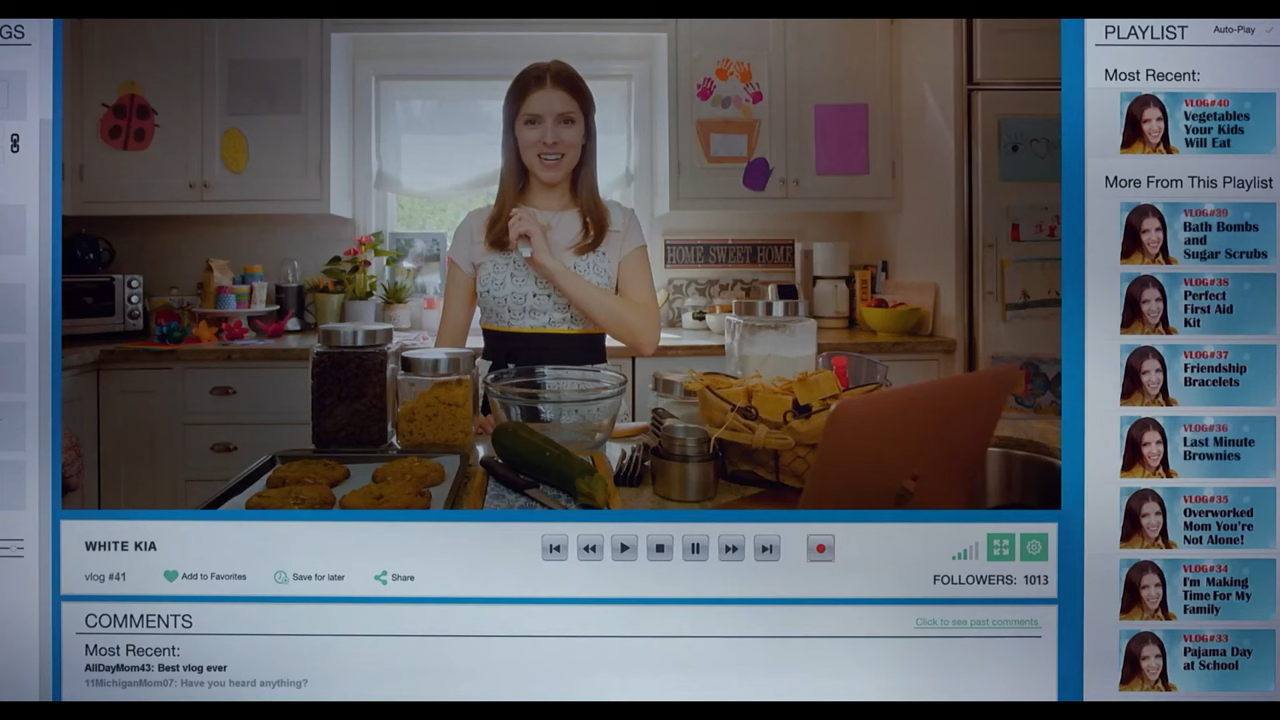 GS
HOME SWEET HOME
WHITE KIA
vlog #41
Add to Favorites
Save for later
Share
FOLLOWERS: 1013
COMMENTS
Click to see past comments
Most Recent:
AllDayMom43: Best vlog ever
11MichiganMom07: Have you heard anything?
PLAYLIST
Auto-Play
Most Recent:
VLOG#40
Vegetables
Your Kids
Will Eat
More From This Playlist
VLOG#39
Bath Bombs
and
Sugar Scrubs
VLOG#38
Perfect
First Aid
Kit
VLOG#37
Friendship
Bracelets
VLOG#36
Last Minute
Brownies
VLOG#35
Overworked
Mom You're
Not Alone!
VLOG#34
I'm Making
Time For My
Family
VLOG#33
Pajama Day
at School